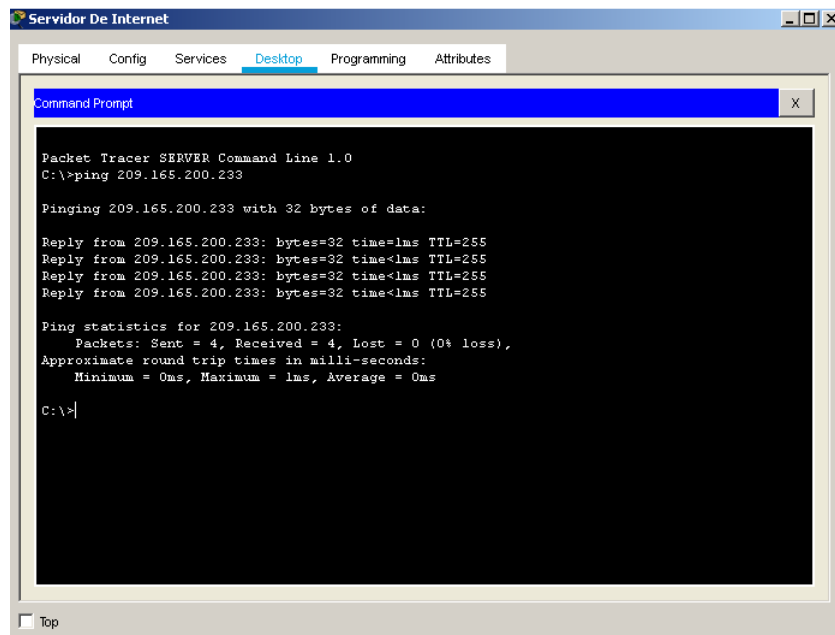 Servidor De Internet
Physical Config Services Desktop Programming Attributes
Command Prompt X
Packet Tracer SERVER Command Line 1.0
C:\>ping 209.165.200.233
Pinging 209.165.200.233 with 32 bytes of data:
Reply from 209.165.200.233: bytes=32 time=1ms TTL=255
Reply from 209.165.200.233: bytes=32 time<1ms TTL=255
Reply from 209.165.200.233: bytes=32 time<1ms TTL=255
Reply from 209.165.200.233: bytes=32 time<1ms TTL=255
Ping statistics for 209.165.200.233:
Packets: Sent = 4, Received = 4, Lost = 0 (0% loss),
Approximate round trip times in milli-seconds:
Minimum = 0ms, Maximum = 1ms, Average = 0ms
C:\>
Top